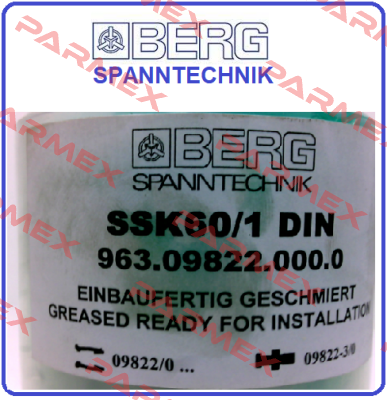 BERG
SPANNTECHNIK
BERG
SPANNTECHNIK
SSKS0/1 DIN
963.09822.000.0
EINBAUFERTIG GESCHMIERT
GREASED READY FOR INSTALLATION
09822/0 ... 09822-3/0
PARMEX